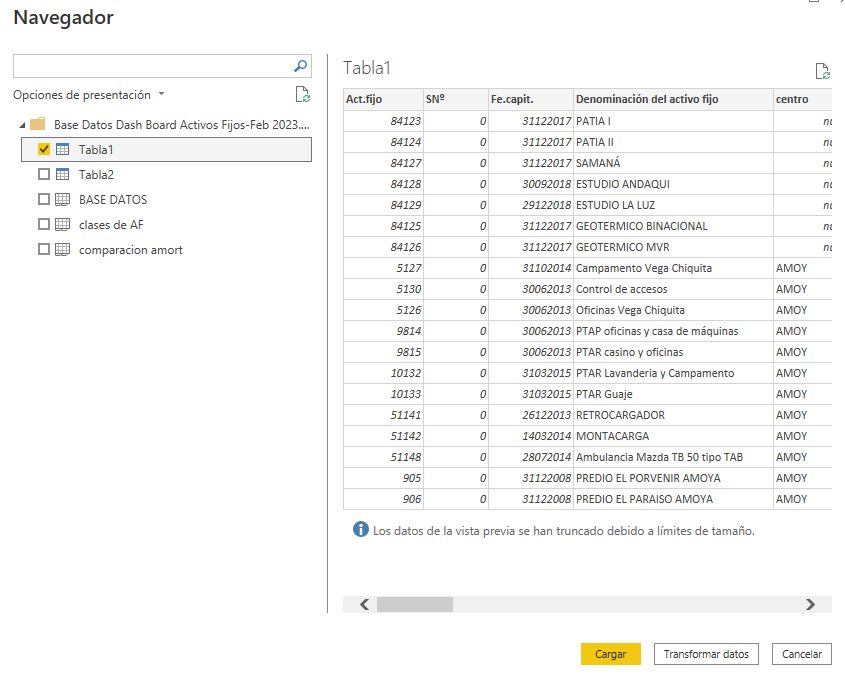 Navegador
Opciones de presentación
Base Datos Dash Board Activos Fijos-Feb 2023....
Tabla1
Tabla2
BASE DATOS
clases de AF
comparacion amort
Tabla1
Act.fijo SNº Fe.capit. Denominación del activo fijo centro
84123 0 31122017 PATIA I nu
84124 0 31122017 PATIA II nu
84127 0 31122017 SAMANÁ nu
84128 0 30092018 ESTUDIO ANDAQUI nu
84129 0 29122018 ESTUDIO LA LUZ nu
84125 0 31122017 GEOTERMICO BINACIONAL nu
84126 0 31122017 GEOTERMICO MVR nu
5127 0 31102014 Campamento Vega Chiquita AMOY
5130 0 30062013 Control de accesos AMOY
5126 0 30062013 Oficinas Vega Chiquita AMOY
9814 0 30062013 PTAP oficinas y casa de máquinas AMOY
9815 0 30062013 PTAR casino y oficinas AMOY
10132 0 31032015 PTAR Lavanderia y Campamento AMOY
10133 0 31032015 PTAR Guaje AMOY
51141 0 26122013 RETROCARGADOR AMOY
51142 0 14032014 MONTACARGA AMOY
51148 0 28072014 Ambulancia Mazda TB 50 tipo TAB AMOY
905 0 31122008 PREDIO EL PORVENIR AMOYA AMOY
906 0 31122008 PREDIO EL PARAISO AMOYA AMOY
Los datos de la vista previa se han truncado debido a límites de tamaño.
Cargar Transformar datos Cancelar